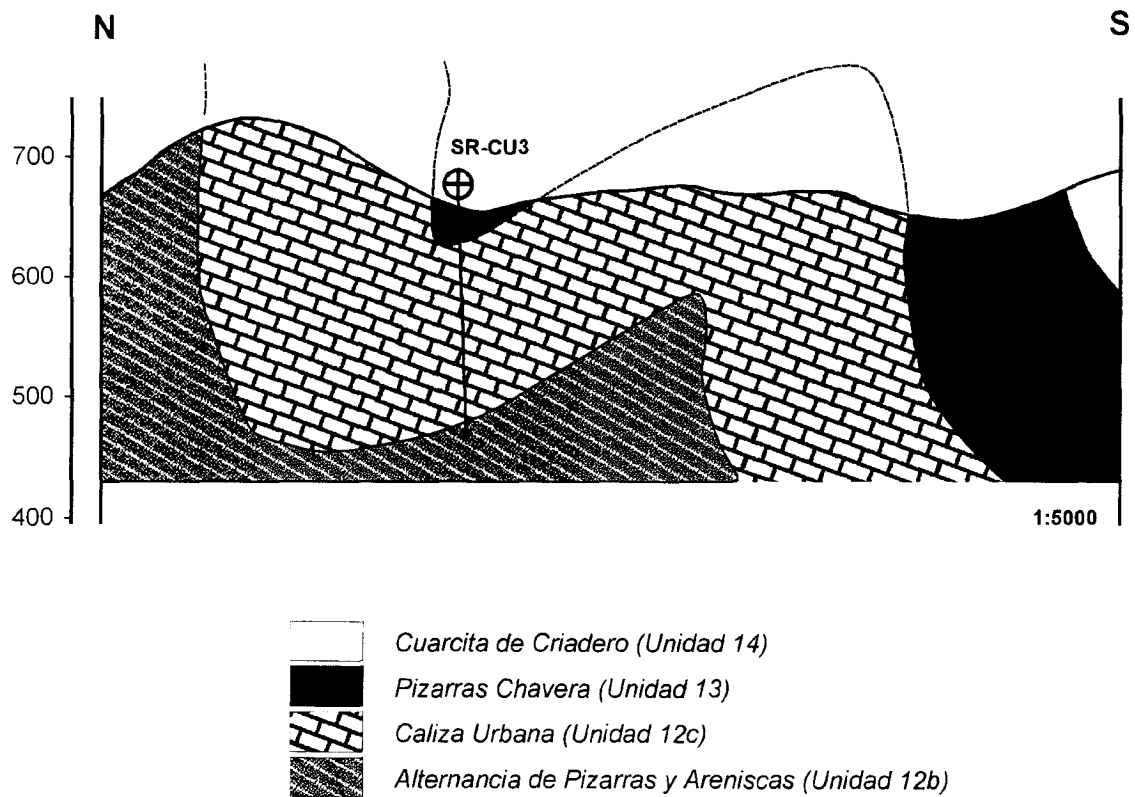 N S
SR-CU3
700
600
500
400
1:5000
Cuarcita de Criadero (Unidad 14)
Pizarras Chavera (Unidad 13)
Caliza Urbana (Unidad 12c)
Alternancia de Pizarras y Areniscas (Unidad 12b)